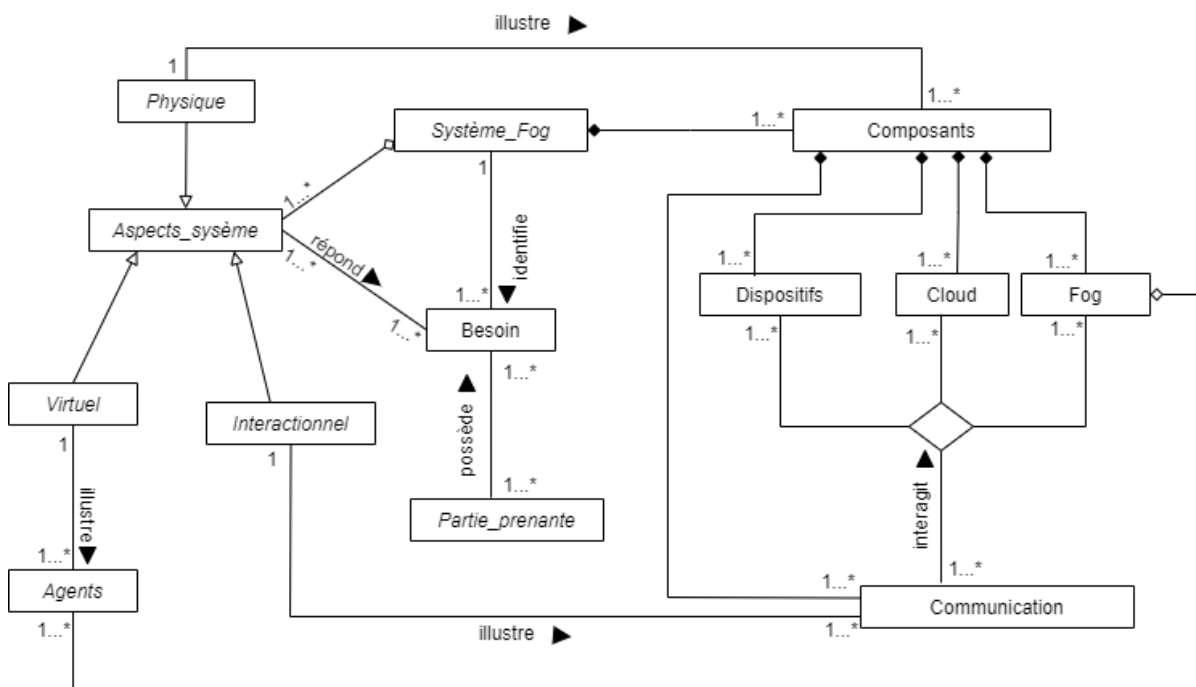 illustre
1
1...*
Physique
Système_Fog
1...*
Composants
1
1...*
Aspects_sysème
répond
1...*
identifie
1...*
1...*
1...*
Dispositifs
Cloud
Fog
1...*
1...*
Besoin
1...*
1...*
1...*
1...*
Virtuel
Interactionnel
possède
1
1
interagit
illustre
1...*
Partie_prenante
1...*
Agents
1...*
1...*
Communication
1...*
illustre
1...*